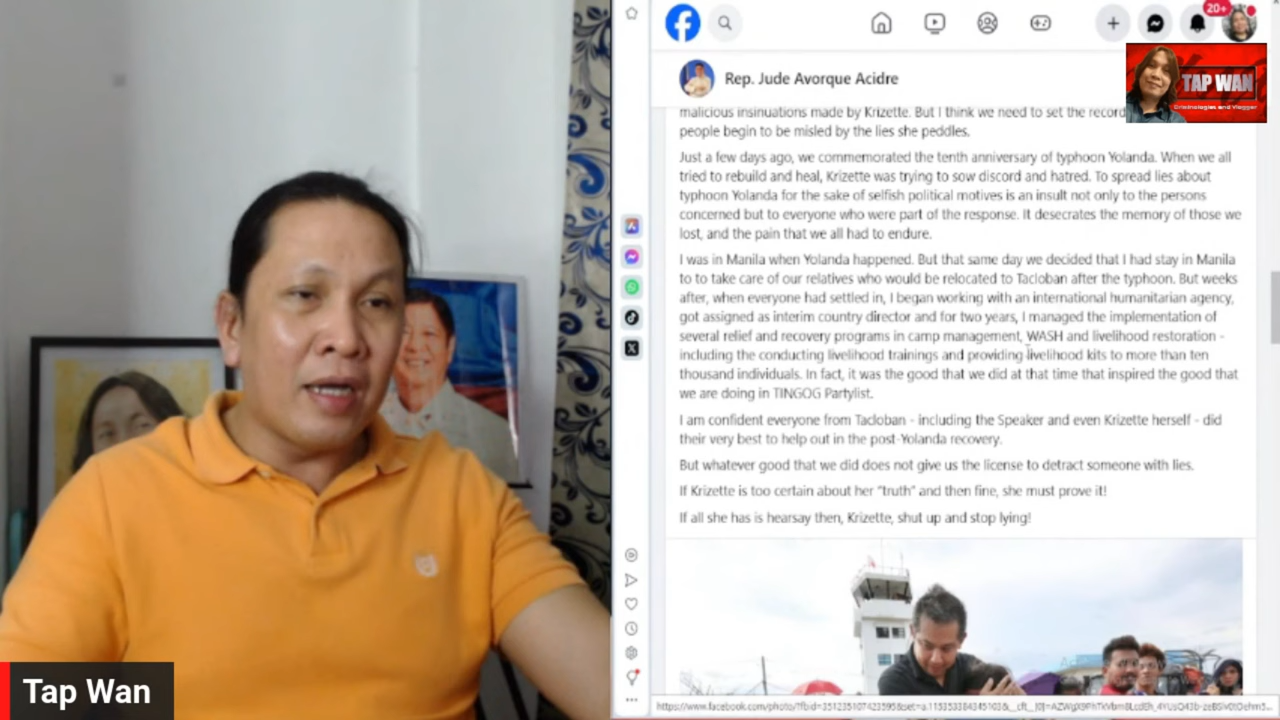 20+
Rep. Jude Avorque Acidre
TAP WAN
Criminologist and Vlogger
malicious insinuations made by Krizette. But I think we need to set the record
people begin to be misled by the lies she peddles.
Just a few days ago, we commemorated the tenth anniversary of typhoon Yolanda. When we all
tried to rebuild and heal, Krizette was trying to sow discord and hatred. To spread lies about
typhoon Yolanda for the sake of selfish political motives is an insult not only to the persons
concerned but to everyone who were part of the response. It desecrates the memory of those we
lost, and the pain that we all had to endure.
I was in Manila when Yolanda happened. But that same day we decided that I had stay in Manila
to to take care of our relatives who would be relocated to Tacloban after the typhoon. But weeks
after, when everyone had settled in, I began working with an international humanitarian agency,
got assigned as interim country director and for two years, I managed the implementation of
several relief and recovery programs in camp management, WASH and livelihood restoration -
including the conducting livelihood trainings and providing livelihood kits to more than ten
thousand individuals. In fact, it was the good that we did at that time that inspired the good that
we are doing in TINGOG Partylist.
I am confident everyone from Tacloban - including the Speaker and even Krizette herself - did
their very best to help out in the post-Yolanda recovery.
But whatever good that we did does not give us the license to detract someone with lies.
If Krizette is too certain about her "truth" and then fine, she must prove it!
If all she has is hearsay then, Krizette, shut up and stop lying!
Tap Wan